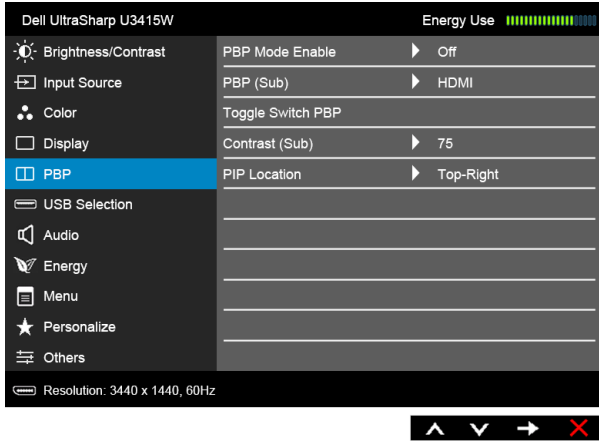 Dell UltraSharp U3415W Energy Use
Brightness/Contrast PBP Mode Enable Off
Input Source PBP (Sub) HDMI
Color Toggle Switch PBP
Display Contrast (Sub) 75
PBP PIP Location Top-Right
USB Selection
Audio
Energy
Menu
Personalize
Others
Resolution: 3440 x 1440, 60Hz